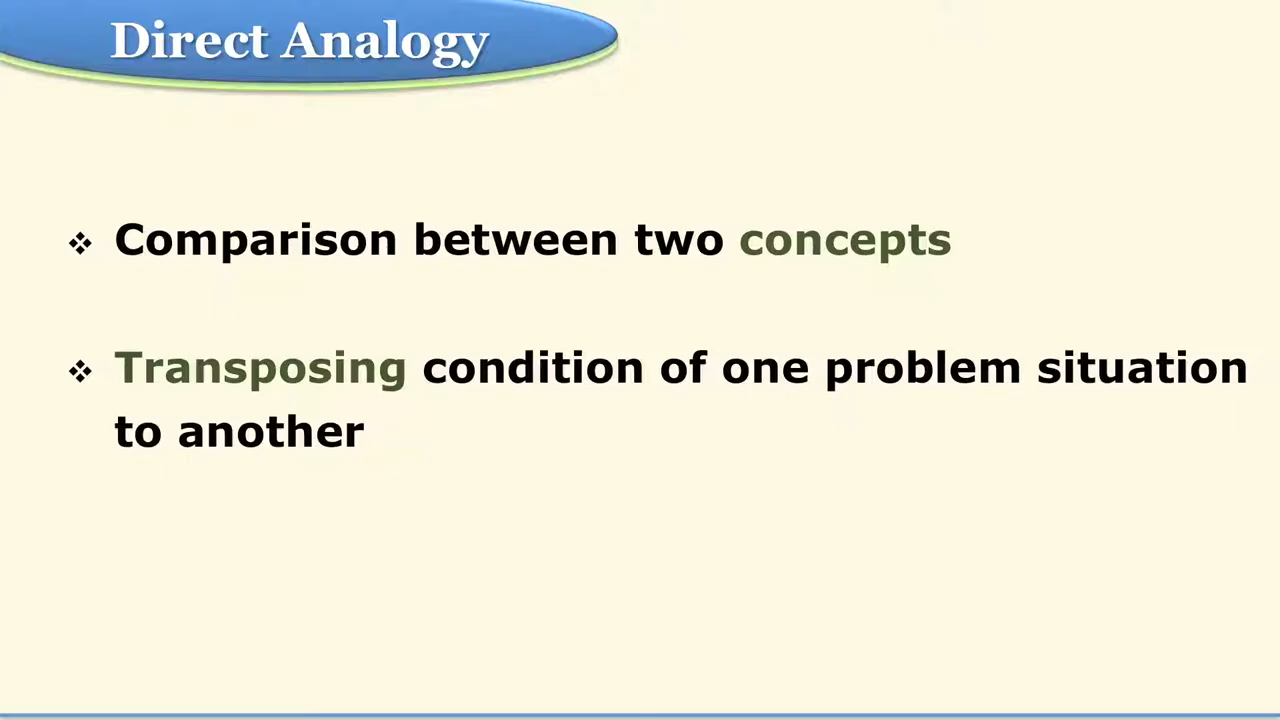 Direct Analogy
❖ Comparison between two concepts
❖ Transposing condition of one problem situation
to another